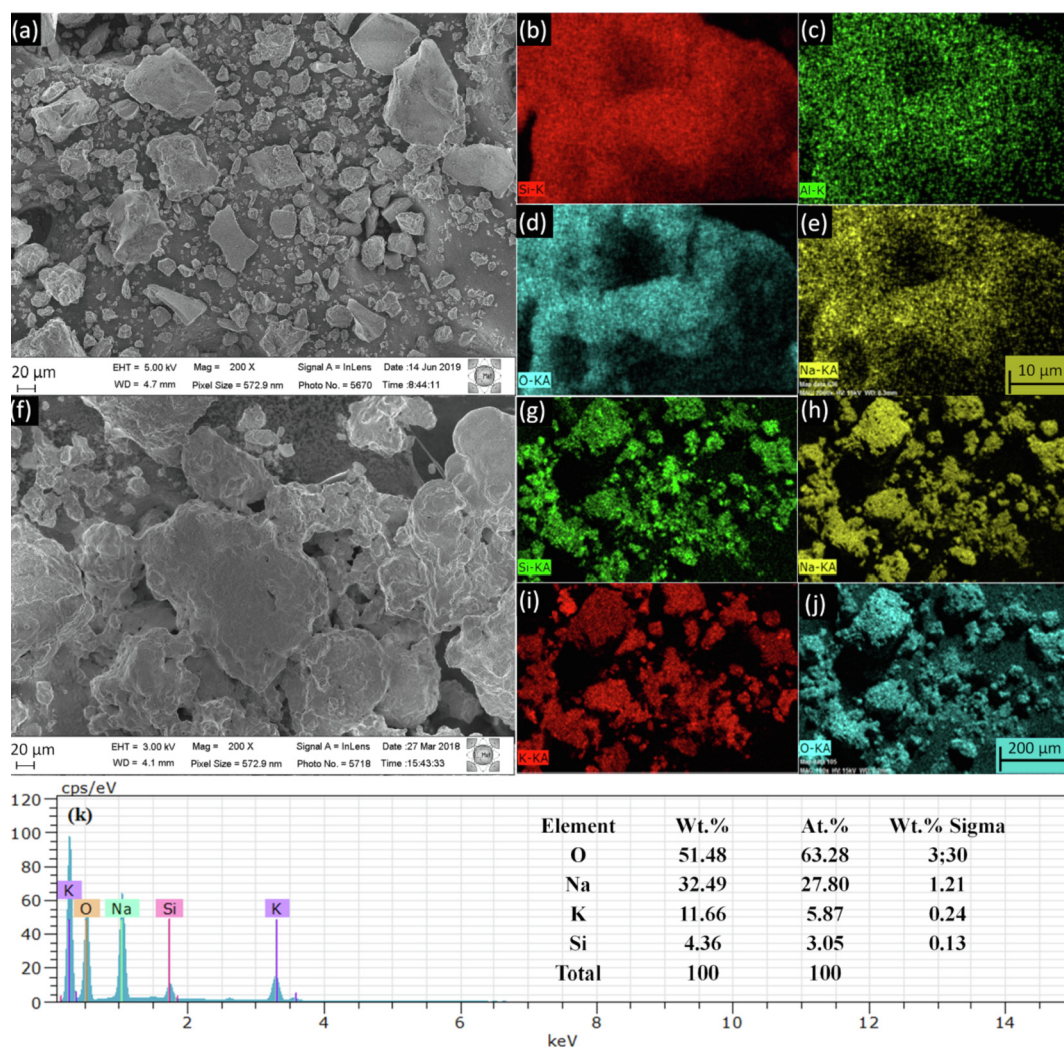 (a)
EHT = 5.00 kV Mag = 200 X Signal A = InLens Date :14 Jun 2019
20 µm WD = 4.7 mm Pixel Size = 572.9 nm Photo No. = 5670 Time :8:44:11
(b)
Si-K
(c)
Al-K
(d)
O-KA
(e)
Na-KA
10 µm
(f)
EHT = 3.00 kV Mag = 200 X Signal A = InLens Date :27 Mar 2018
20 µm WD = 4.1 mm Pixel Size = 572.9 nm Photo No. = 5718 Time :15:43:33
(g)
Si-KA
(h)
Na-KA
(i)
K-KA
(j)
O-KA
200 µm
cps/eV
(k)
120
100
80
60
40
20
0
K O Na Si K
Element Wt.% At.% Wt.% Sigma
O 51.48 63.28 3;30
Na 32.49 27.80 1.21
K 11.66 5.87 0.24
Si 4.36 3.05 0.13
Total 100 100
2 4 6 8 10 12 14
keV